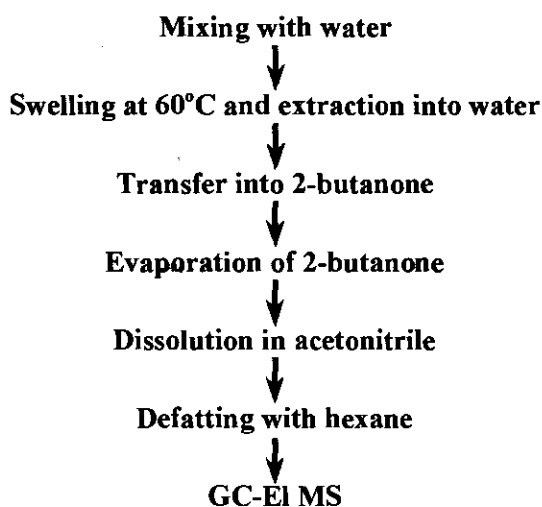 Mixing with water
Swelling at 60°C and extraction into water
Transfer into 2-butanone
Evaporation of 2-butanone
Dissolution in acetonitrile
Defatting with hexane
GC-EI MS